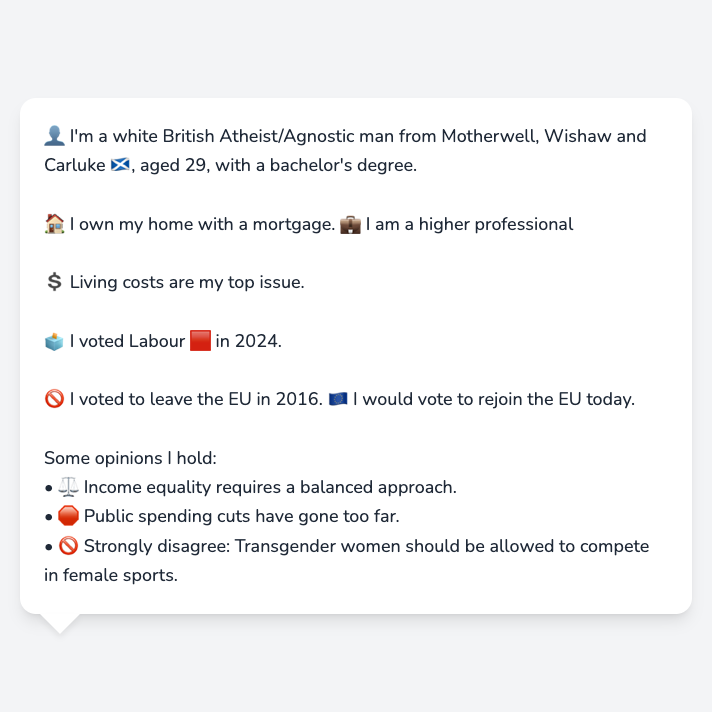 👤 I'm a white British Atheist/Agnostic man from Motherwell, Wishaw and
Carluke 🏴󠁧󠁢󠁳󠁣󠁴󠁿, aged 29, with a bachelor's degree.
🏠 I own my home with a mortgage. 💼 I am a higher professional
💲 Living costs are my top issue.
🗳️ I voted Labour 🟥 in 2024.
🚫 I voted to leave the EU in 2016. 🇪🇺 I would vote to rejoin the EU today.
Some opinions I hold:
• ⚖️ Income equality requires a balanced approach.
• 🛑 Public spending cuts have gone too far.
• 🚫 Strongly disagree: Transgender women should be allowed to compete
in female sports.